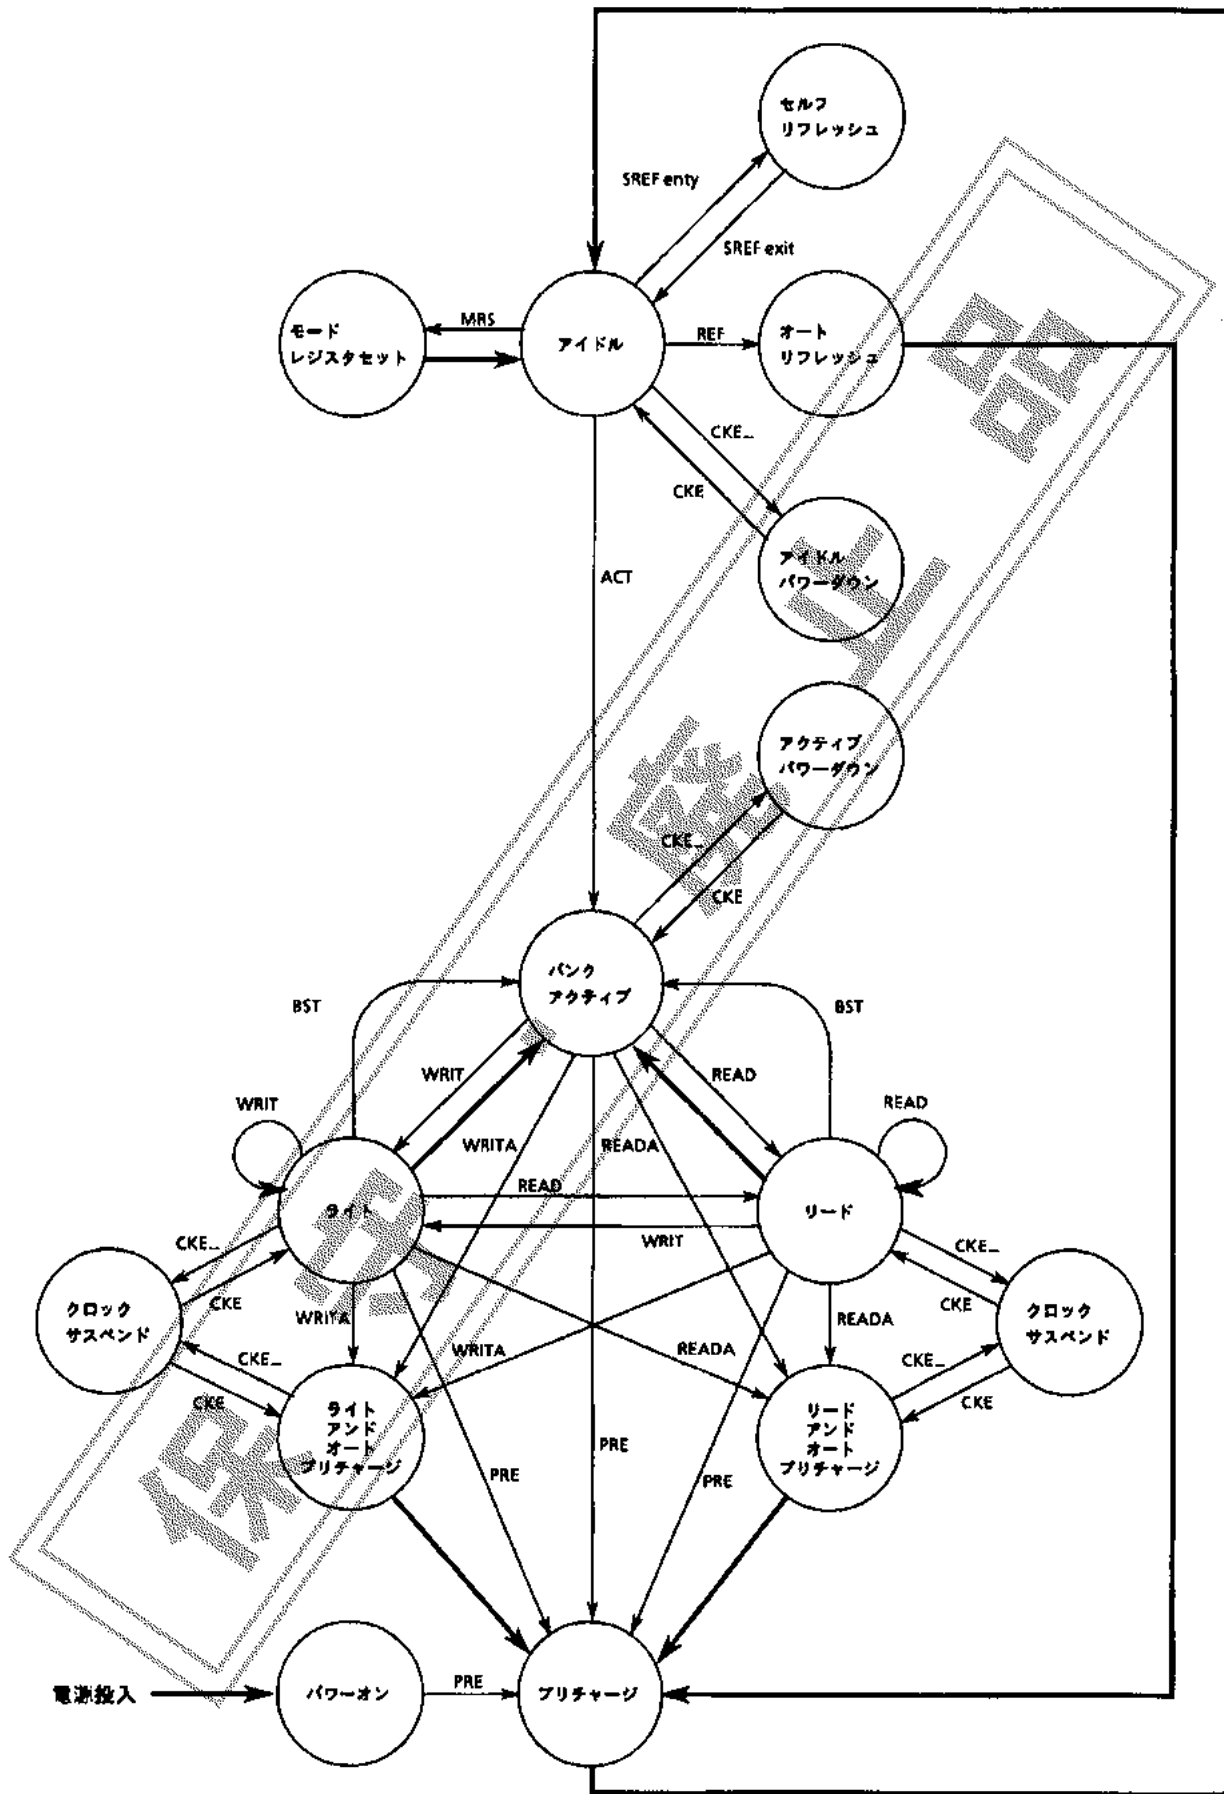 セルフ
リフレッシュ
SREF enty
SREF exit
モード
レジスタセット
MRS
アイドル
REF
オート
リフレッシュ
CKE_
CKE
アイドル
パワーダウン
ACT
アクティブ
パワーダウン
CKE_
CKE
バンク
アクティブ
BST
BST
WRIT
READ
WRIT
READ
WRITA
READA
READ
ライト
リード
WRIT
CKE_
CKE_
クロック
サスペンド
CKE
WRITA
READA
CKE
クロック
サスペンド
CKE_
WRITA
READA
CKE_
CKE
CKE
ライト
アンド
オート
プリチャージ
リード
アンド
オート
プリチャージ
PRE
PRE
PRE
電源投入
パワーオン
PRE
プリチャージ
保守廃止品